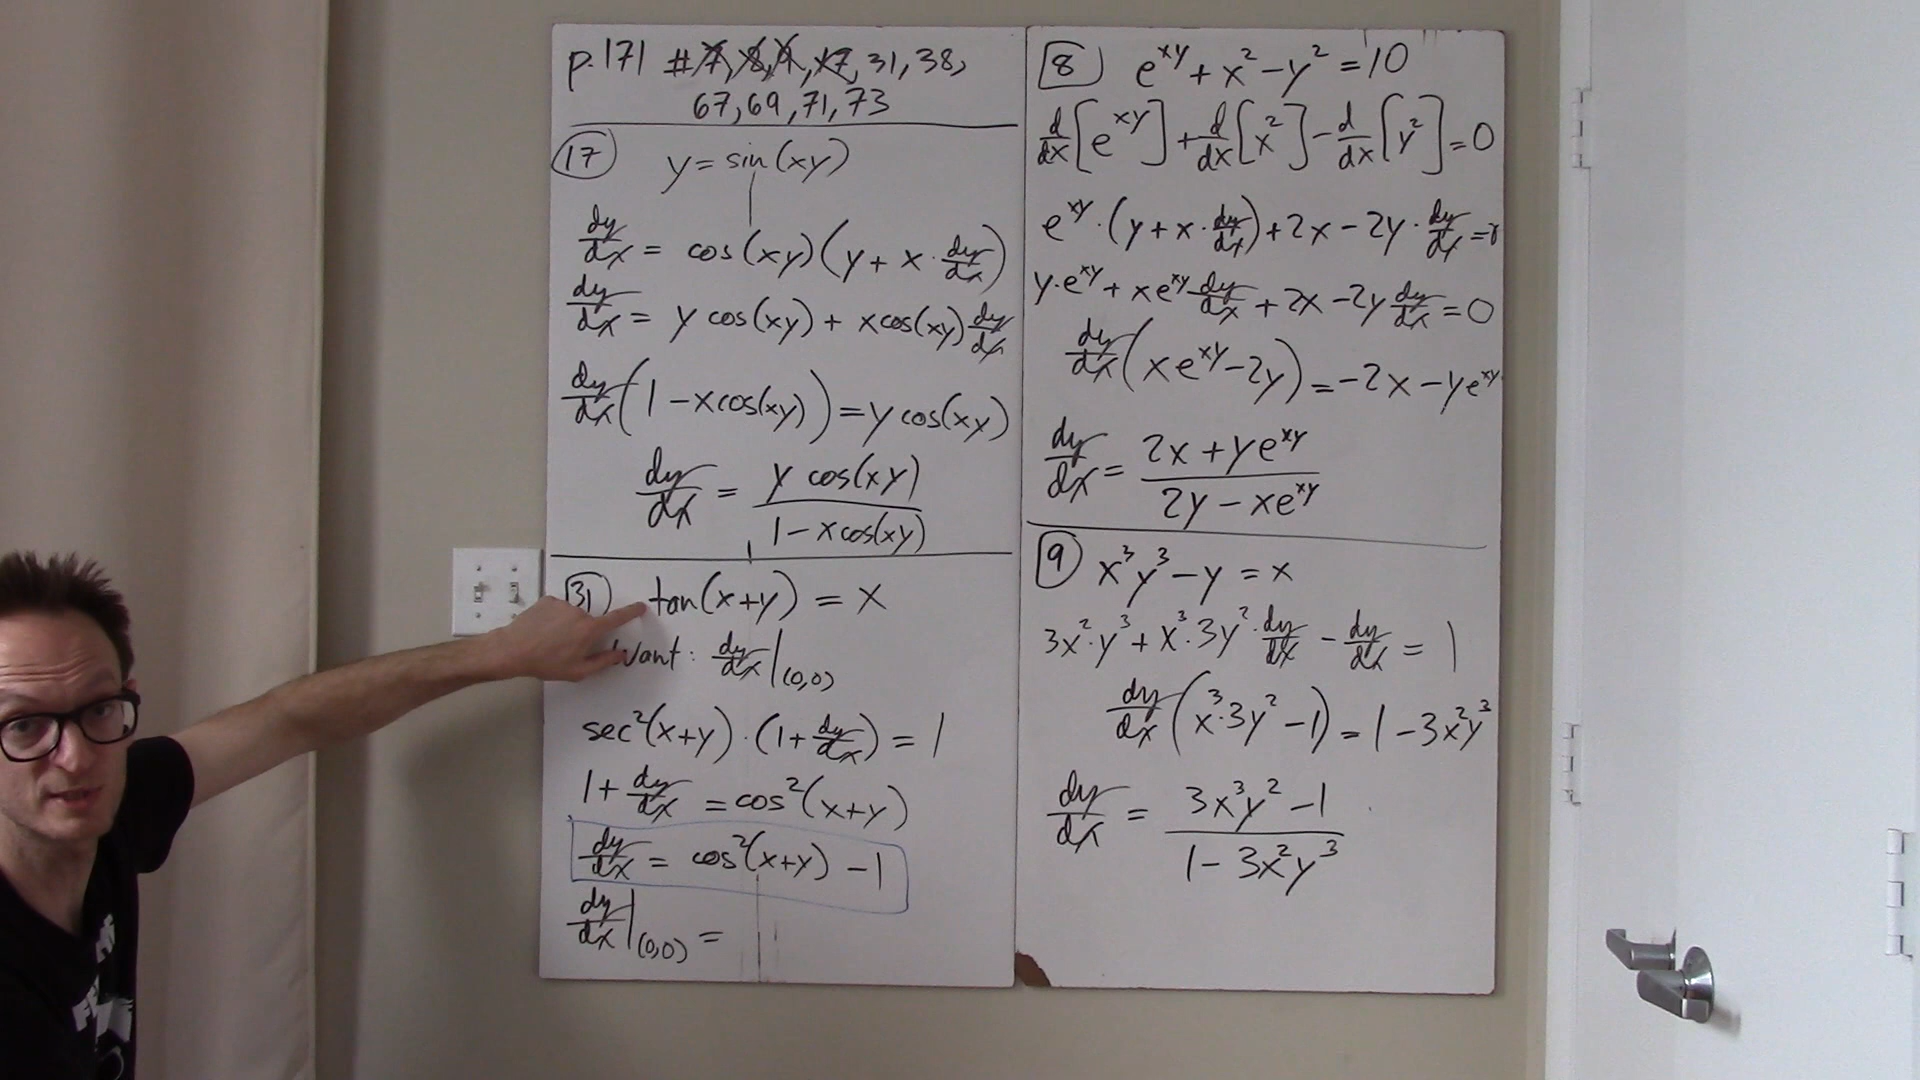 p.171 #7, 8, 9, 17, 31, 38,
67, 69, 71, 73
17 y = sin(xy)
dy/dx = cos(xy)(y + x · dy/dx)
dy/dx = y cos(xy) + xcos(xy) dy/dx
dy/dx(1 - xcos(xy)) = y cos(xy)
dy/dx = y cos(xy) / 1 - xcos(xy)
31 tan(x+y) = x
Want: dy/dx|(0,0)
sec²(x+y) · (1 + dy/dx) = 1
1 + dy/dx = cos²(x+y)
dy/dx = cos²(x+y) - 1
dy/dx|(0,0) =
8 e^xy + x² - y² = 10
d/dx[e^xy] + d/dx[x²] - d/dx[y²] = 0
e^xy · (y + x · dy/dx) + 2x - 2y · dy/dx = 0
y · e^xy + xe^xy dy/dx + 2x - 2y dy/dx = 0
dy/dx(xe^xy - 2y) = -2x - ye^xy
dy/dx = 2x + ye^xy / 2y - xe^xy
9 x³y³ - y = x
3x² · y³ + x³ · 3y² · dy/dx - dy/dx = 1
dy/dx(x³ · 3y² - 1) = 1 - 3x²y³
dy/dx = 3x³y² - 1 / 1 - 3x²y³